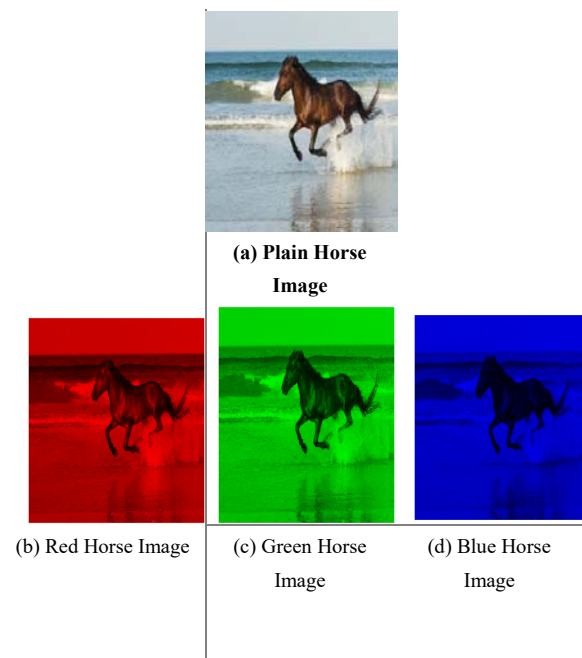 (a) Plain Horse
Image
(b) Red Horse Image
(c) Green Horse
Image
(d) Blue Horse
Image